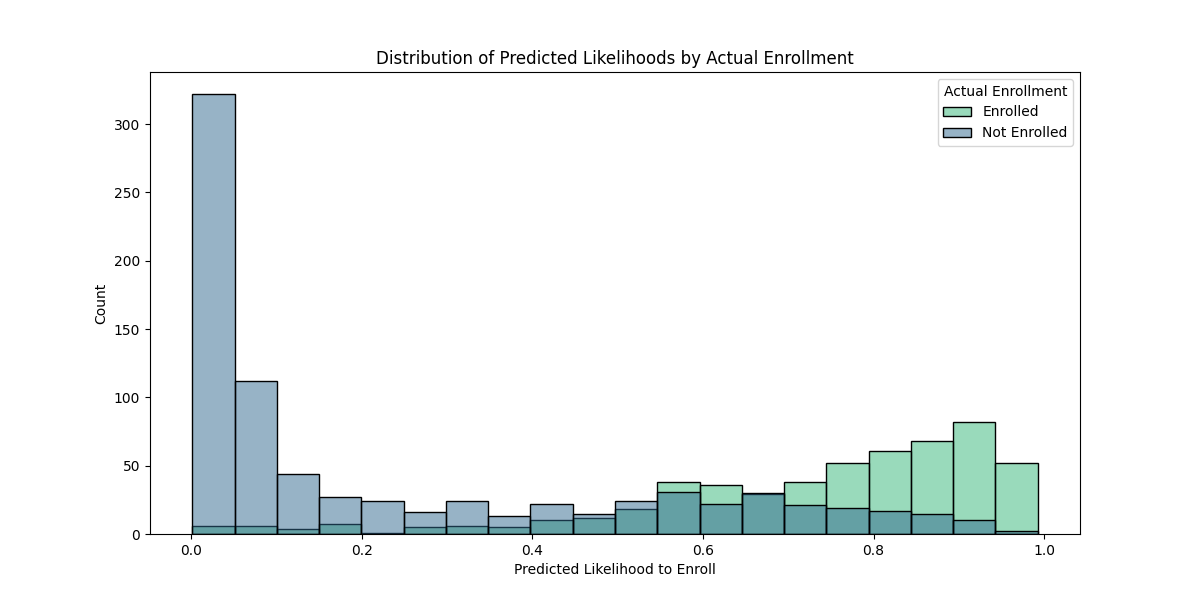 Distribution of Predicted Likelihoods by Actual Enrollment
Actual Enrollment
Enrolled
Not Enrolled
Count
300
250
200
150
100
50
0
0.0 0.2 0.4 0.6 0.8 1.0
Predicted Likelihood to Enroll